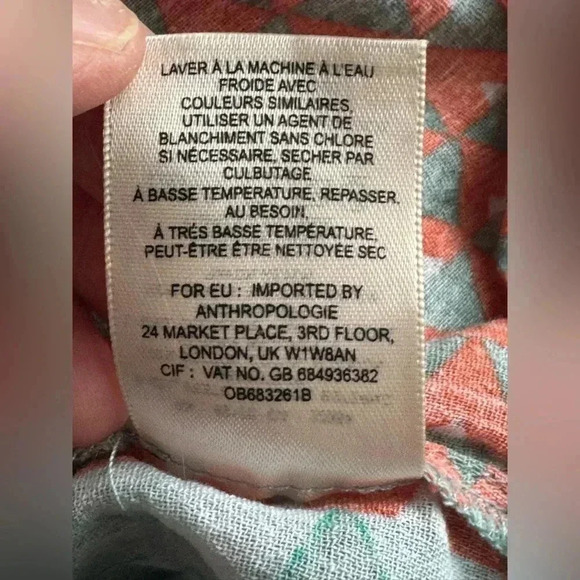 LAVER À LA MACHINE À L'EAU
FROIDE AVEC
COULEURS SIMILAIRES,
UTILISER UN AGENT DE
BLANCHIMENT SANS CHLORE
SI NÉCESSAIRE, SECHER PAR
CULBUTAGE.
À BASSE TEMPERATURE, REPASSER.
AU BESOIN.
À TRÉS BASSE TEMPÉRATURE,
PEUT-ÊTRE ÊTRE NETTOYÉE SEC
FOR EU : IMPORTED BY
ANTHROPOLOGIE
24 MARKET PLACE, 3RD FLOOR,
LONDON, UK W1W8AN
CIF : VAT NO. GB 684936382
OB683261B